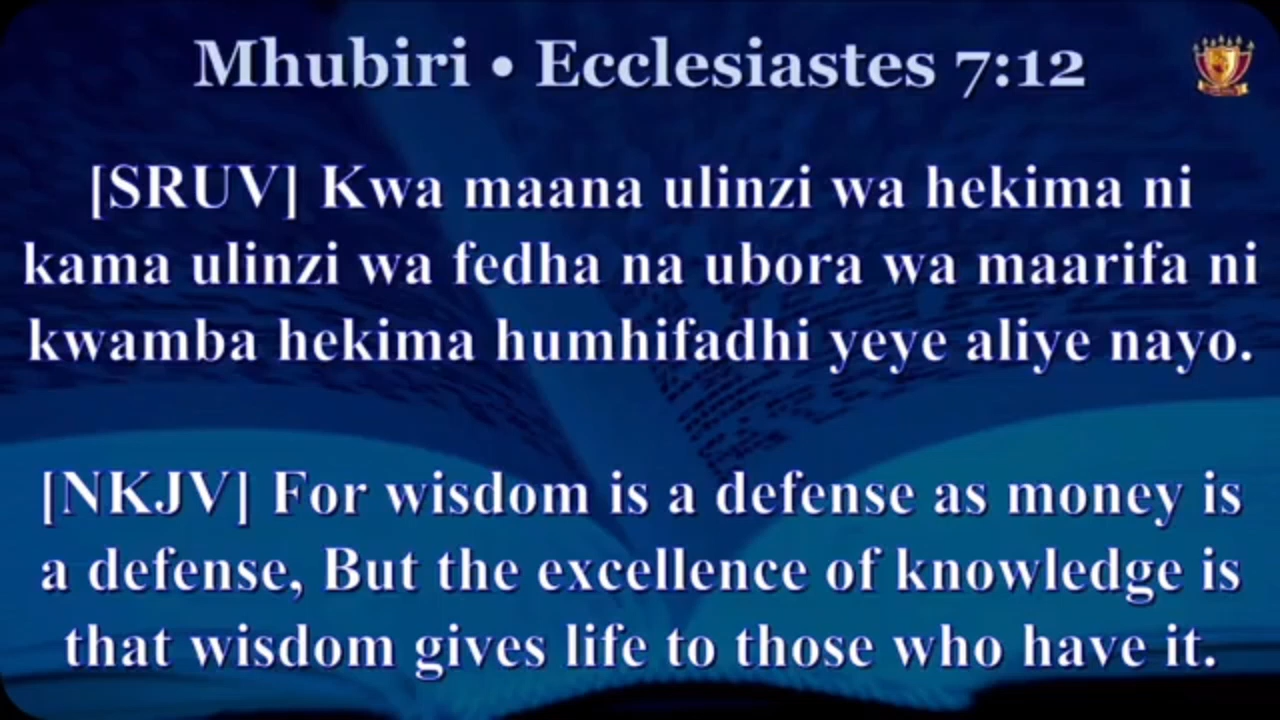 Mhubiri • Ecclesiastes 7:12
[SRUV] Kwa maana ulinzi wa hekima ni
kama ulinzi wa fedha na ubora wa maarifa ni
kwamba hekima humhifadhi yeye aliye nayo.
[NKJV] For wisdom is a defense as money is
a defense, But the excellence of knowledge is
that wisdom gives life to those who have it.